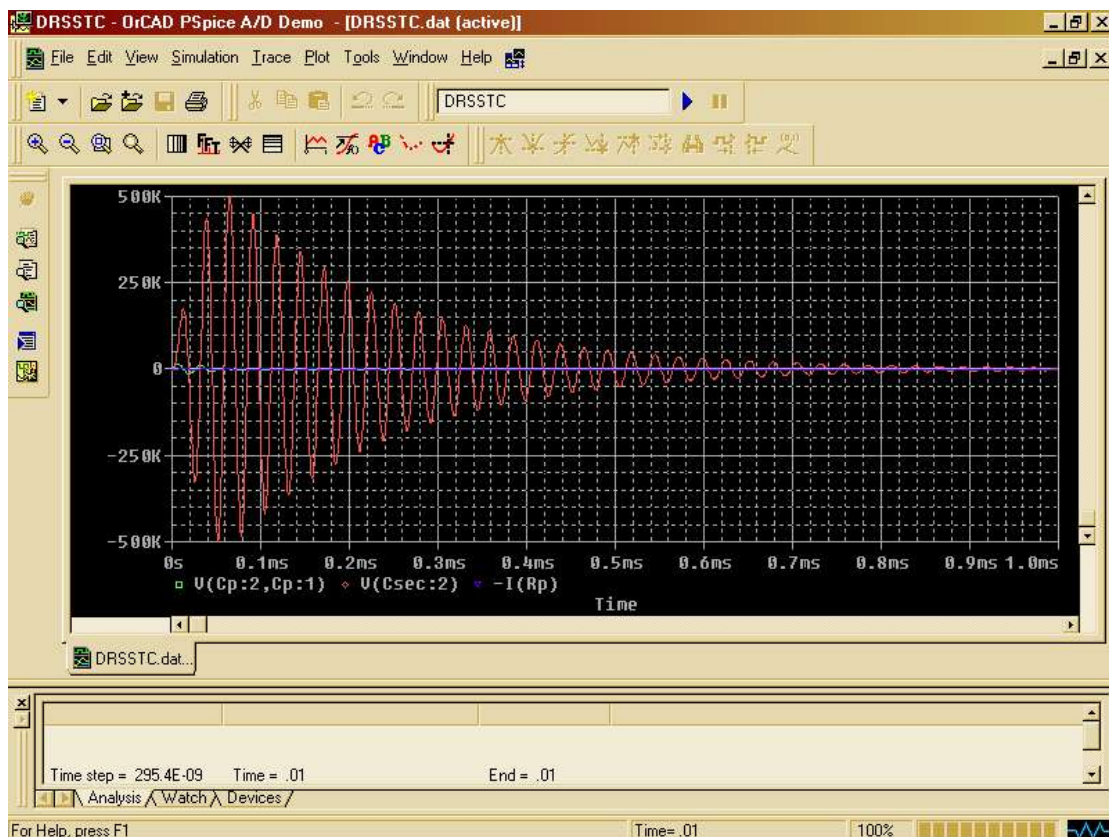 DRSSTC - OrCAD PSpice A/D Demo - [DRSSTC.dat (active)]
File Edit View Simulation Trace Plot Tools Window Help
DRSSTC
FFT
ABC
500K
250K
0
-250K
-500K
0s 0.1ms 0.2ms 0.3ms 0.4ms 0.5ms 0.6ms 0.7ms 0.8ms 0.9ms 1.0ms
V(Cp:2,Cp:1) V(Csec:2) -I(Rp)
Time
DRSSTC.dat...
Time step = 295.4E-09 Time = .01 End = .01
Analysis Watch Devices
For Help, press F1 Time= .01 100%